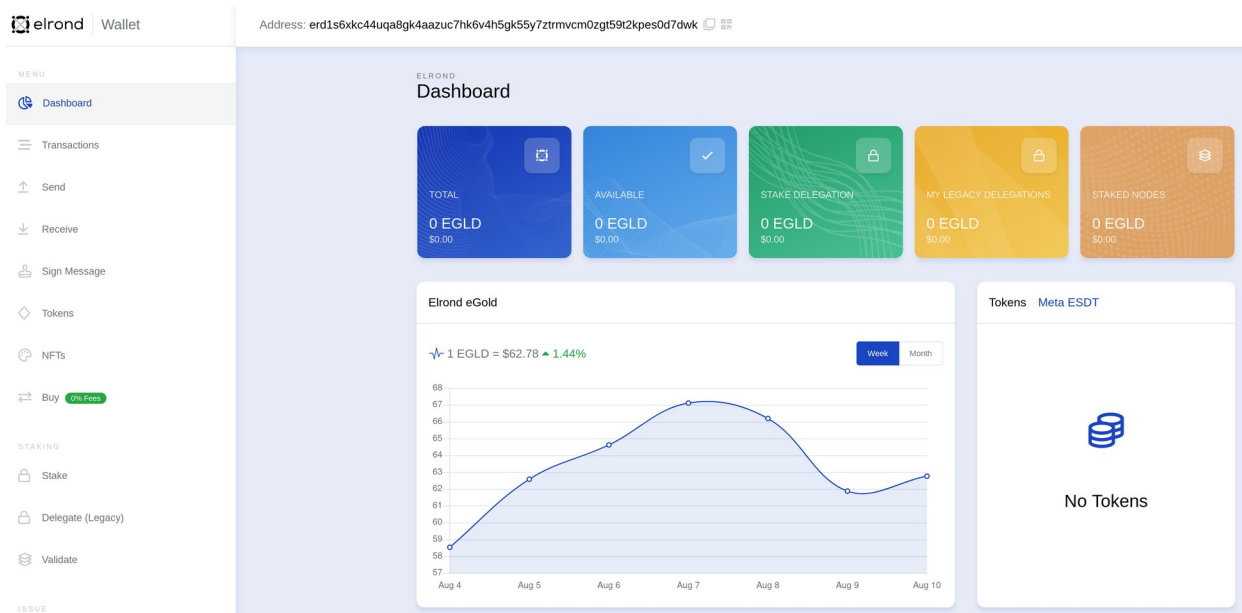 elrond Wallet
Address: erd1s6xkc44uqa8gk4aazuc7hk6v4h5gk55y7ztrmvcm0zgt59t2kpes0d7dwk
MENU
Dashboard
Transactions
Send
Receive
Sign Message
Tokens
NFTs
Buy 0% Fees
STAKING
Stake
Delegate (Legacy)
Validate
ISSUE
ELROND
Dashboard
TOTAL
0 EGLD
$0.00
AVAILABLE
0 EGLD
$0.00
STAKE DELEGATION
0 EGLD
$0.00
MY LEGACY DELEGATIONS
0 EGLD
$0.00
STAKED NODES
0 EGLD
$0.00
Elrond eGold
1 EGLD = $62.78 1.44%
Week Month
68
67
66
65
64
63
62
61
60
59
58
57
Aug 4 Aug 5 Aug 6 Aug 7 Aug 8 Aug 9 Aug 10
Tokens Meta ESDT
No Tokens